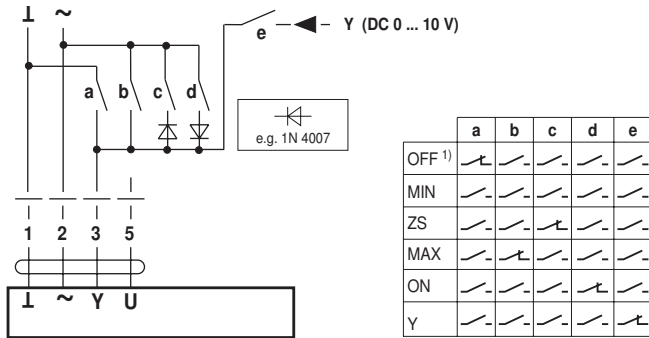 ⊥ ~
e Y (DC 0 ... 10 V)
a b c d
e.g. 1N 4007
1 2 3 5
⊥ ~ Y U
a b c d e
OFF 1)
MIN
ZS
MAX
ON
Y